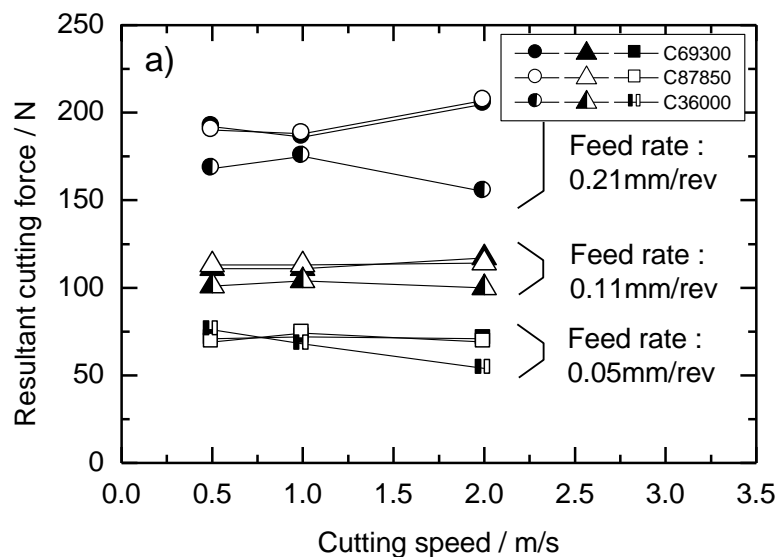 a)
C69300
C87850
C36000
Feed rate :
0.21mm/rev
Feed rate :
0.11mm/rev
Feed rate :
0.05mm/rev
Resultant cutting force / N
250
200
150
100
50
0
0.0 0.5 1.0 1.5 2.0 2.5 3.0 3.5
Cutting speed / m/s